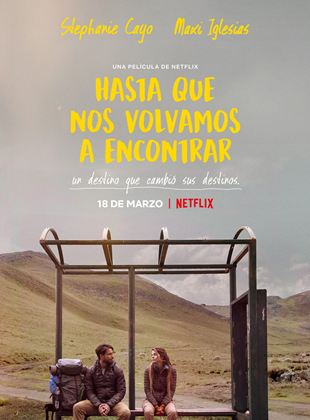 Stephanie Cayo Maxi Iglesias
UNA PELÍCULA DE NETFLIX
HASTA QUE
NOS VOLVAMOS
A ENCONTRAR
un destino que cambió sus destinos.
18 DE MARZO | NETFLIX